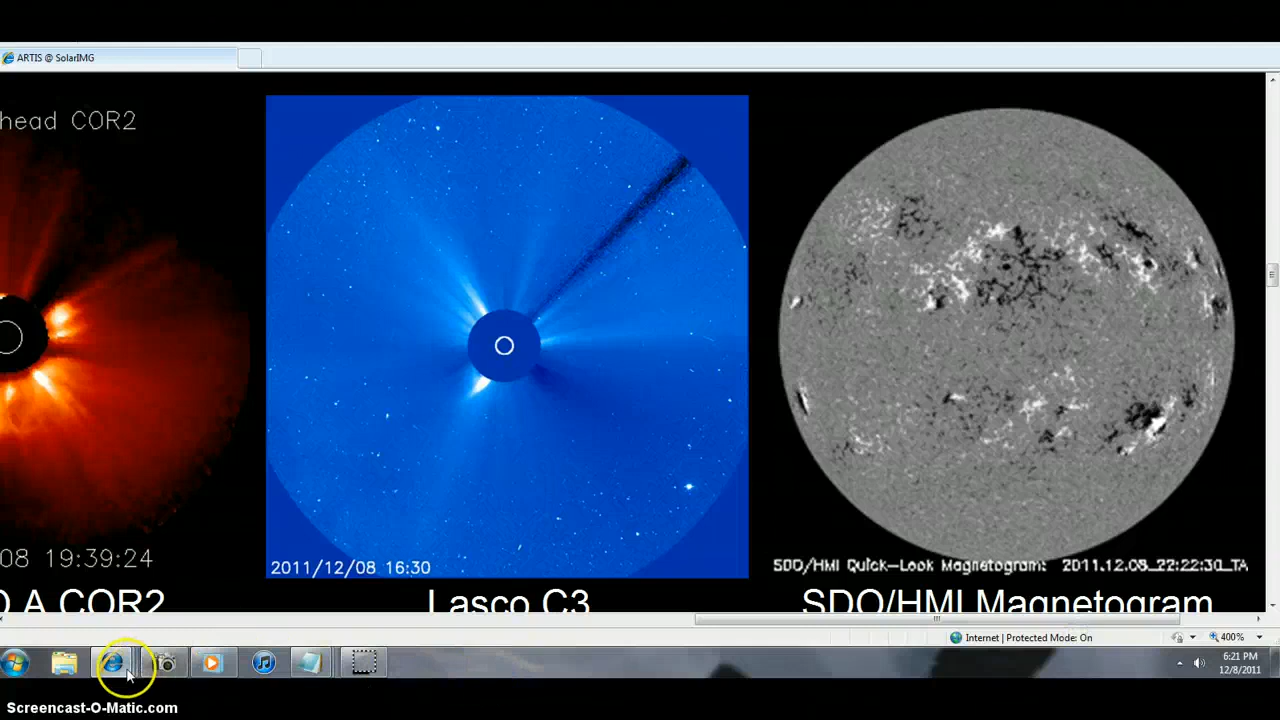 ARTIS @ SolarIMG
head COR2
2011/12/08 16:30
SDO/HMI Quick-Look Magnetogram: 2011.12.08_22:22:30_TA
08 19:39:24
A COR2
Lasco C3
SDO/HMI Magnetogram
Internet | Protected Mode: On
400%
6:21 PM
12/8/2011
Screencast-O-Matic.com